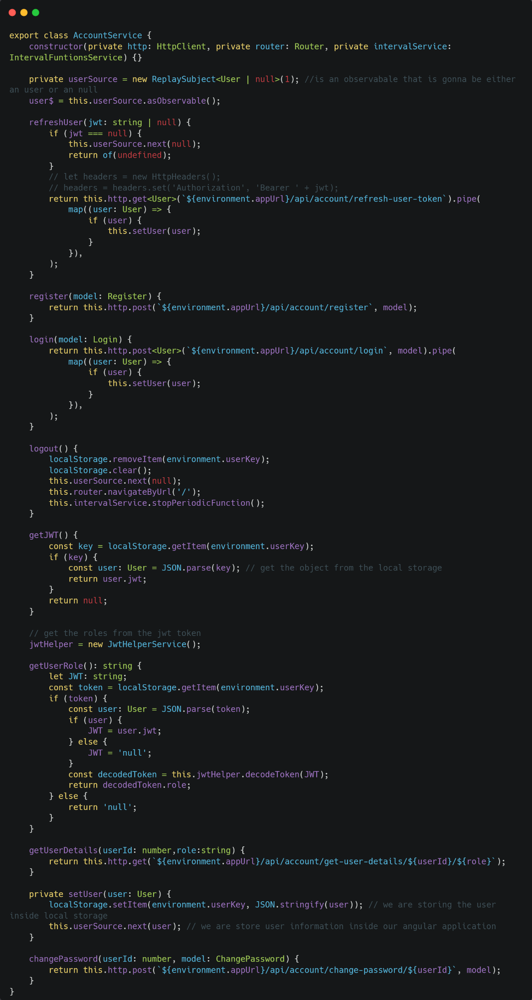 export class AccountService {
    constructor(private http: HttpClient, private router: Router, private intervalService:
IntervalFuntionsService) {}

    private userSource = new ReplaySubject<User | null>(1); //is an observabale that is gonna be either
an user or an null
    user$ = this.userSource.asObservable();

    refreshUser(jwt: string | null) {
        if (jwt === null) {
            this.userSource.next(null);
            return of(undefined);
        }
        // let headers = new HttpHeaders();
        // headers = headers.set('Authorization', 'Bearer ' + jwt);
        return this.http.get<User>(`${environment.appUrl}/api/account/refresh-user-token`).pipe(
            map((user: User) => {
                if (user) {
                    this.setUser(user);
                }
            }),
        );
    }

    register(model: Register) {
        return this.http.post(`${environment.appUrl}/api/account/register`, model);
    }

    login(model: Login) {
        return this.http.post<User>(`${environment.appUrl}/api/account/login`, model).pipe(
            map((user: User) => {
                if (user) {
                    this.setUser(user);
                }
            }),
        );
    }

    logout() {
        localStorage.removeItem(environment.userKey);
        localStorage.clear();
        this.userSource.next(null);
        this.router.navigateByUrl('/');
        this.intervalService.stopPeriodicFunction();
    }

    getJWT() {
        const key = localStorage.getItem(environment.userKey);
        if (key) {
            const user: User = JSON.parse(key); // get the object from the local storage
            return user.jwt;
        }
        return null;
    }

    // get the roles from the jwt token
    jwtHelper = new JwtHelperService();

    getUserRole(): string {
        let JWT: string;
        const token = localStorage.getItem(environment.userKey);
        if (token) {
            const user: User = JSON.parse(token);
            if (user) {
                JWT = user.jwt;
            } else {
                JWT = 'null';
            }
            const decodedToken = this.jwtHelper.decodeToken(JWT);
            return decodedToken.role;
        } else {
            return 'null';
        }
    }

    getUserDetails(userId: number,role:string) {
        return this.http.get(`${environment.appUrl}/api/account/get-user-details/${userId}/${role}`);
    }

    private setUser(user: User) {
        localStorage.setItem(environment.userKey, JSON.stringify(user)); // we are storing the user
inside local storage
        this.userSource.next(user); // we are store user information inside our angular application
    }

    changePassword(userId: number, model: ChangePassword) {
        return this.http.post(`${environment.appUrl}/api/account/change-password/${userId}`, model);
    }
}